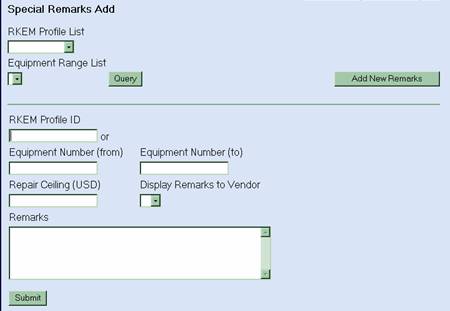 Special Remarks Add
RKEM Profile List
Equipment Range List
Query Add New Remarks
RKEM Profile ID
or
Equipment Number (from) Equipment Number (to)
Repair Ceiling (USD) Display Remarks to Vendor
Remarks
Submit